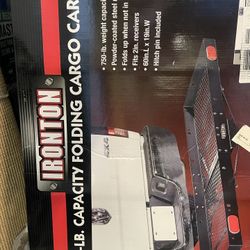 IRONTON
-LB. CAPACITY FOLDING CARGO CAR
• 750-lb. weight capaci
• Powder-coated steel
• Folds up when not in
• Fits 2in. receivers
• 60in.L x 19in.W
• Hitch pin included